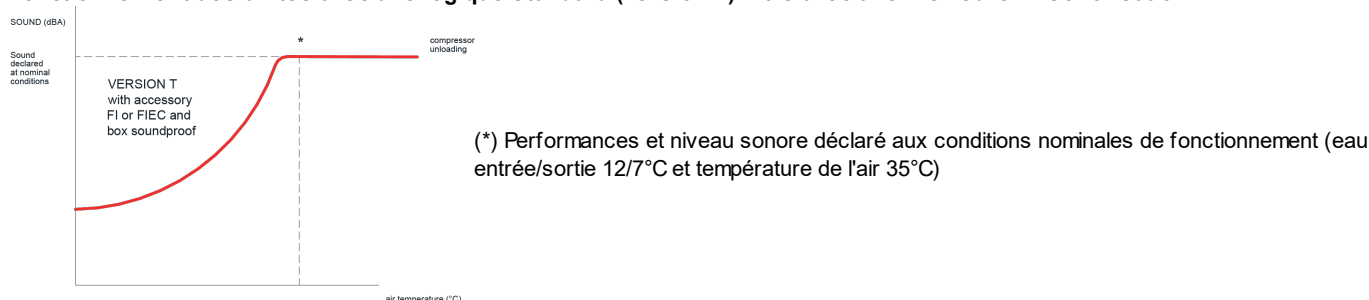 SOUND (dBA)
*
compressor
unloading
Sound
declared
at nominal
conditions
VERSION T
with accessory
FI or FIEC and
box soundproof
(*) Performances et niveau sonore déclaré aux conditions nominales de fonctionnement (eau
entrée/sortie 12/7°C et température de l'air 35°C)
air temperature (°C)